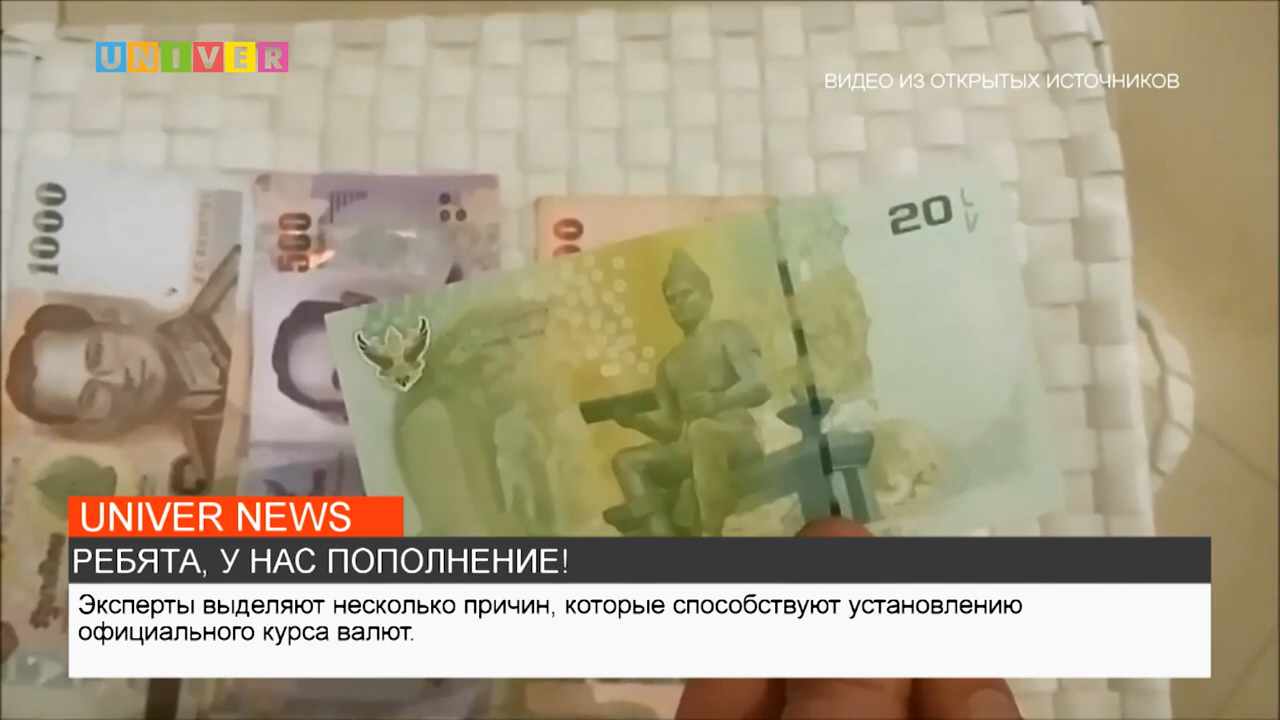 UNIVER
ВИДЕО ИЗ ОТКРЫТЫХ ИСТОЧНИКОВ
1000
500
20
UNIVER NEWS
РЕБЯТА, У НАС ПОПОЛНЕНИЕ!
Эксперты выделяют несколько причин, которые способствуют установлению
официального курса валют.